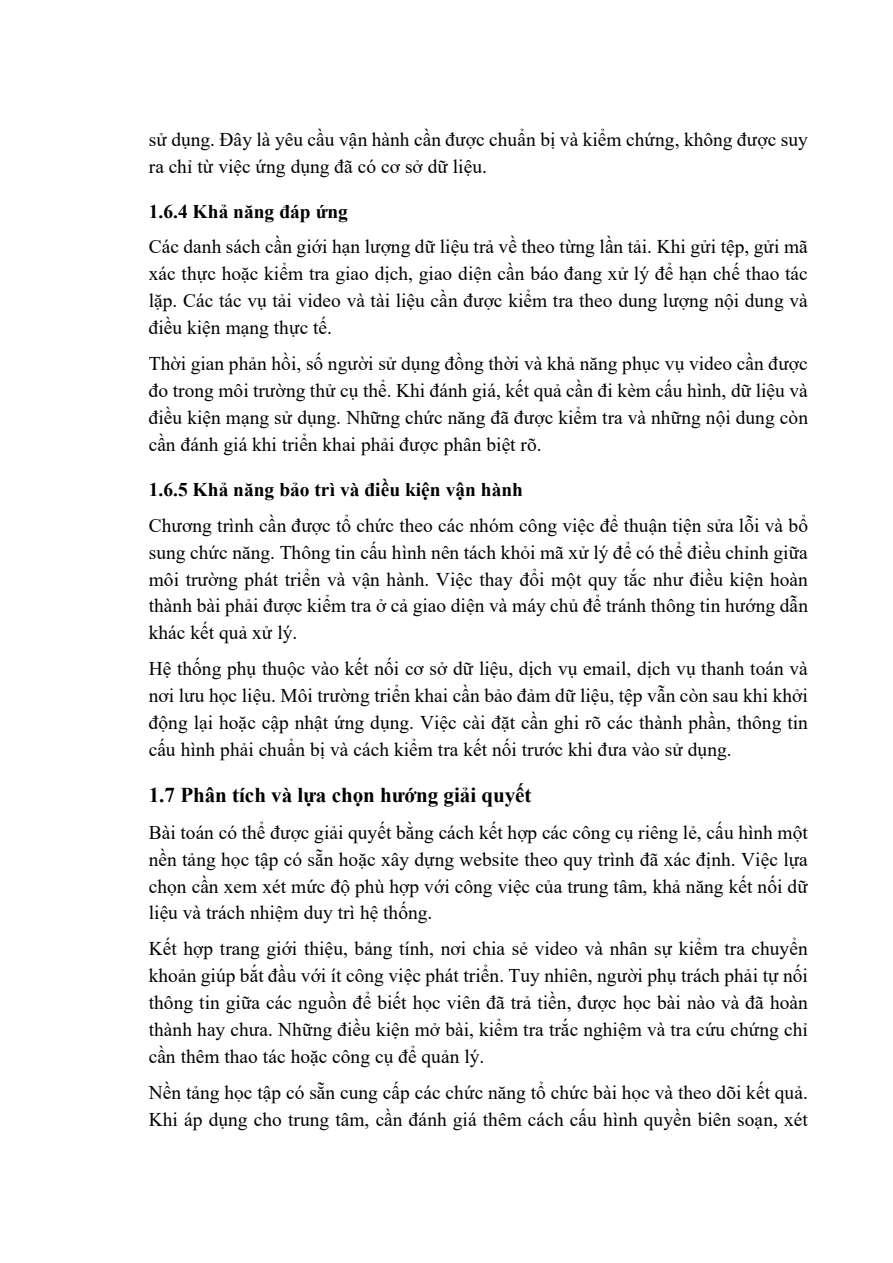 sử dụng. Đây là yêu cầu vận hành cần được chuẩn bị và kiểm chứng, không được suy
ra chỉ từ việc ứng dụng đã có cơ sở dữ liệu.
1.6.4 Khả năng đáp ứng
Các danh sách cần giới hạn lượng dữ liệu trả về theo từng lần tải. Khi gửi tệp, gửi mã
xác thực hoặc kiểm tra giao dịch, giao diện cần báo đang xử lý để hạn chế thao tác
lặp. Các tác vụ tải video và tài liệu cần được kiểm tra theo dung lượng nội dung và
điều kiện mạng thực tế.
Thời gian phản hồi, số người sử dụng đồng thời và khả năng phục vụ video cần được
đo trong môi trường thử cụ thể. Khi đánh giá, kết quả cần đi kèm cấu hình, dữ liệu và
điều kiện mạng sử dụng. Những chức năng đã được kiểm tra và những nội dung còn
cần đánh giá khi triển khai phải được phân biệt rõ.
1.6.5 Khả năng bảo trì và điều kiện vận hành
Chương trình cần được tổ chức theo các nhóm công việc để thuận tiện sửa lỗi và bổ
sung chức năng. Thông tin cấu hình nên tách khỏi mã xử lý để có thể điều chỉnh giữa
môi trường phát triển và vận hành. Việc thay đổi một quy tắc như điều kiện hoàn
thành bài phải được kiểm tra ở cả giao diện và máy chủ để tránh thông tin hướng dẫn
khác kết quả xử lý.
Hệ thống phụ thuộc vào kết nối cơ sở dữ liệu, dịch vụ email, dịch vụ thanh toán và
nơi lưu học liệu. Môi trường triển khai cần bảo đảm dữ liệu, tệp vẫn còn sau khi khởi
động lại hoặc cập nhật ứng dụng. Việc cài đặt cần ghi rõ các thành phần, thông tin
cấu hình phải chuẩn bị và cách kiểm tra kết nối trước khi đưa vào sử dụng.
1.7 Phân tích và lựa chọn hướng giải quyết
Bài toán có thể được giải quyết bằng cách kết hợp các công cụ riêng lẻ, cấu hình một
nền tảng học tập có sẵn hoặc xây dựng website theo quy trình đã xác định. Việc lựa
chọn cần xem xét mức độ phù hợp với công việc của trung tâm, khả năng kết nối dữ
liệu và trách nhiệm duy trì hệ thống.
Kết hợp trang giới thiệu, bảng tính, nơi chia sẻ video và nhân sự kiểm tra chuyển
khoản giúp bắt đầu với ít công việc phát triển. Tuy nhiên, người phụ trách phải tự nối
thông tin giữa các nguồn để biết học viên đã trả tiền, được học bài nào và đã hoàn
thành hay chưa. Những điều kiện mở bài, kiểm tra trắc nghiệm và tra cứu chứng chỉ
cần thêm thao tác hoặc công cụ để quản lý.
Nền tảng học tập có sẵn cung cấp các chức năng tổ chức bài học và theo dõi kết quả.
Khi áp dụng cho trung tâm, cần đánh giá thêm cách cấu hình quyền biên soạn, xét